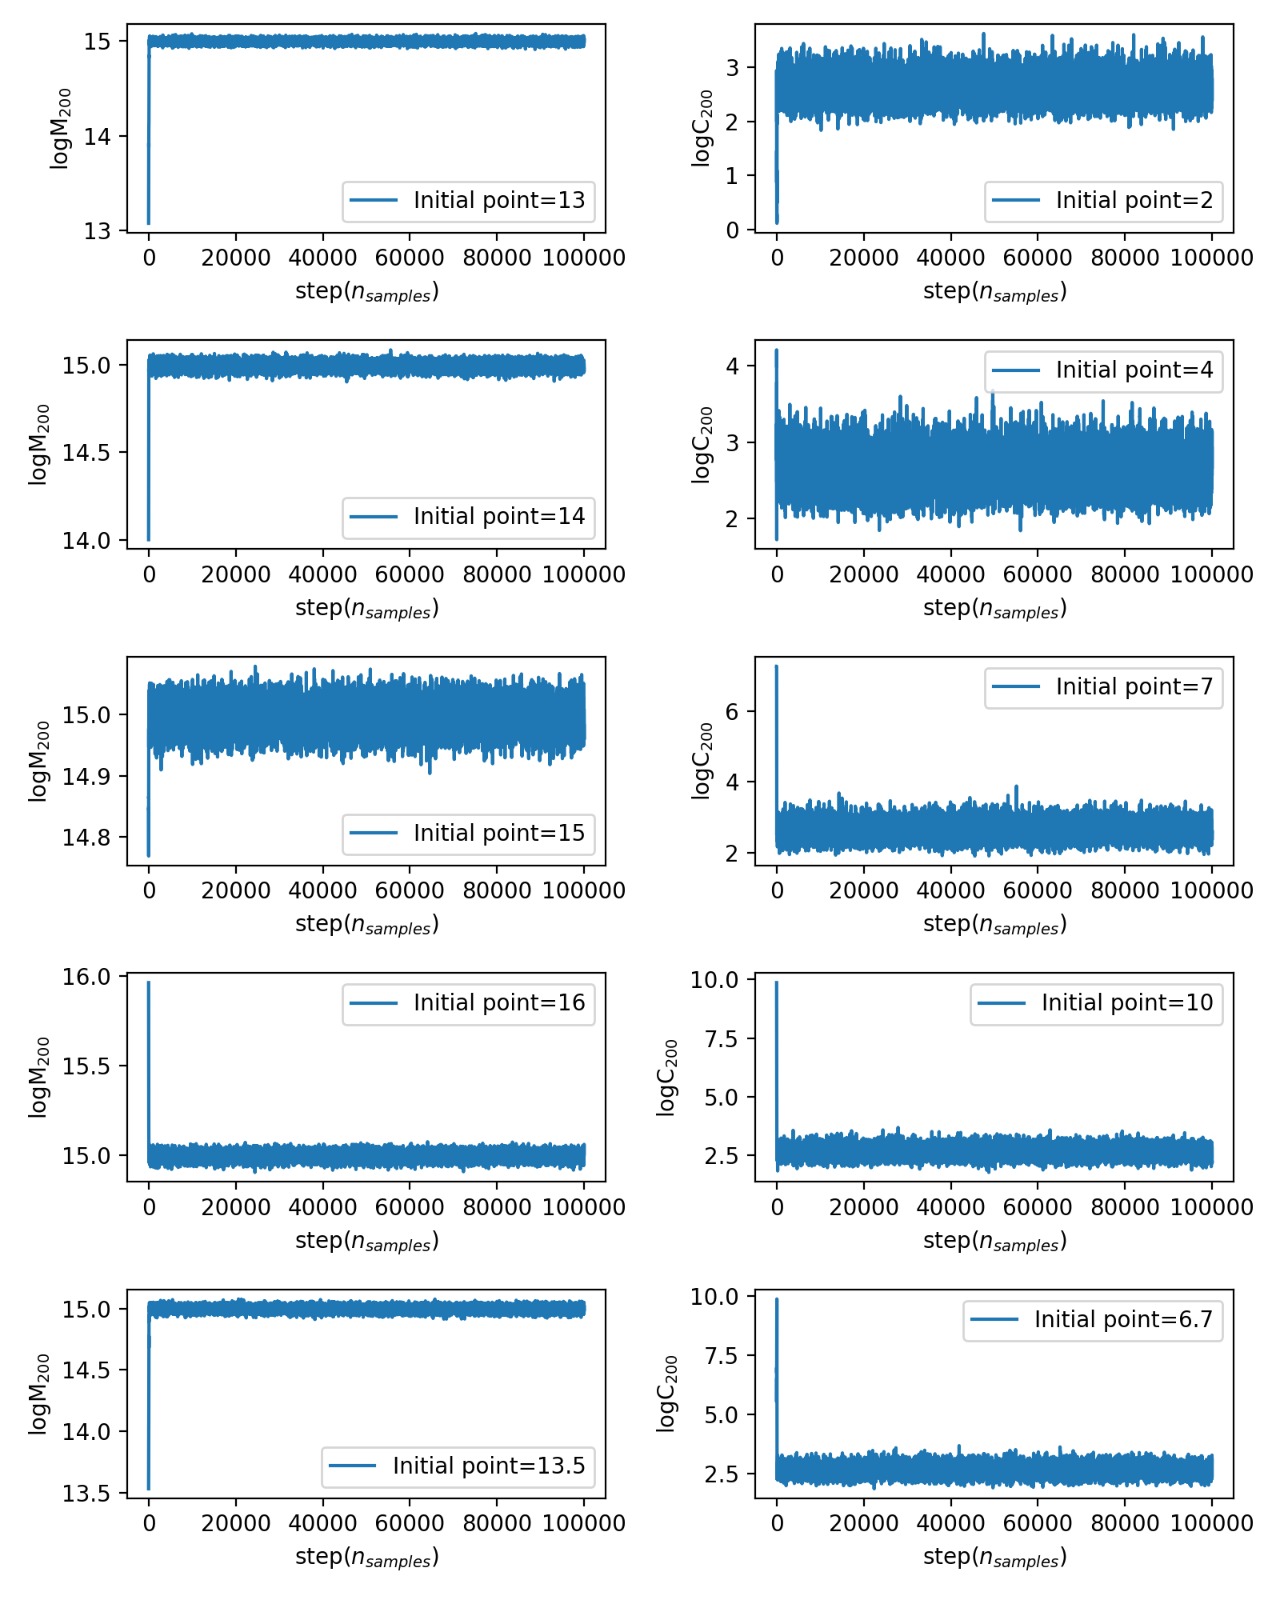 15
14
13
logM200
Initial point=13
0 20000 40000 60000 80000 100000
step(nsamples)
3
2
1
0
logC200
Initial point=2
0 20000 40000 60000 80000 100000
step(nsamples)
15.0
14.5
14.0
logM200
Initial point=14
0 20000 40000 60000 80000 100000
step(nsamples)
4
3
2
logC200
Initial point=4
0 20000 40000 60000 80000 100000
step(nsamples)
15.0
14.9
14.8
logM200
Initial point=15
0 20000 40000 60000 80000 100000
step(nsamples)
6
4
2
logC200
Initial point=7
0 20000 40000 60000 80000 100000
step(nsamples)
16.0
15.5
15.0
logM200
Initial point=16
0 20000 40000 60000 80000 100000
step(nsamples)
10.0
7.5
5.0
2.5
logC200
Initial point=10
0 20000 40000 60000 80000 100000
step(nsamples)
15.0
14.5
14.0
13.5
logM200
Initial point=13.5
0 20000 40000 60000 80000 100000
step(nsamples)
10.0
7.5
5.0
2.5
logC200
Initial point=6.7
0 20000 40000 60000 80000 100000
step(nsamples)